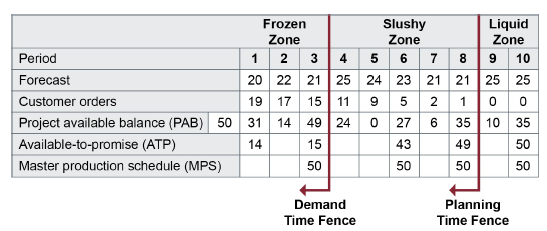 Frozen Zone Slushy Zone Liquid Zone
Period 1 2 3 4 5 6 7 8 9 10
Forecast 20 22 21 25 24 23 21 21 25 25
Customer orders 19 17 15 11 9 5 2 1 0 0
Project available balance (PAB) 50 31 14 49 24 0 27 6 35 10 35
Available-to-promise (ATP) 14 15 43 49 50
Master production schedule (MPS) 50 50 50 50
Demand Time Fence Planning Time Fence